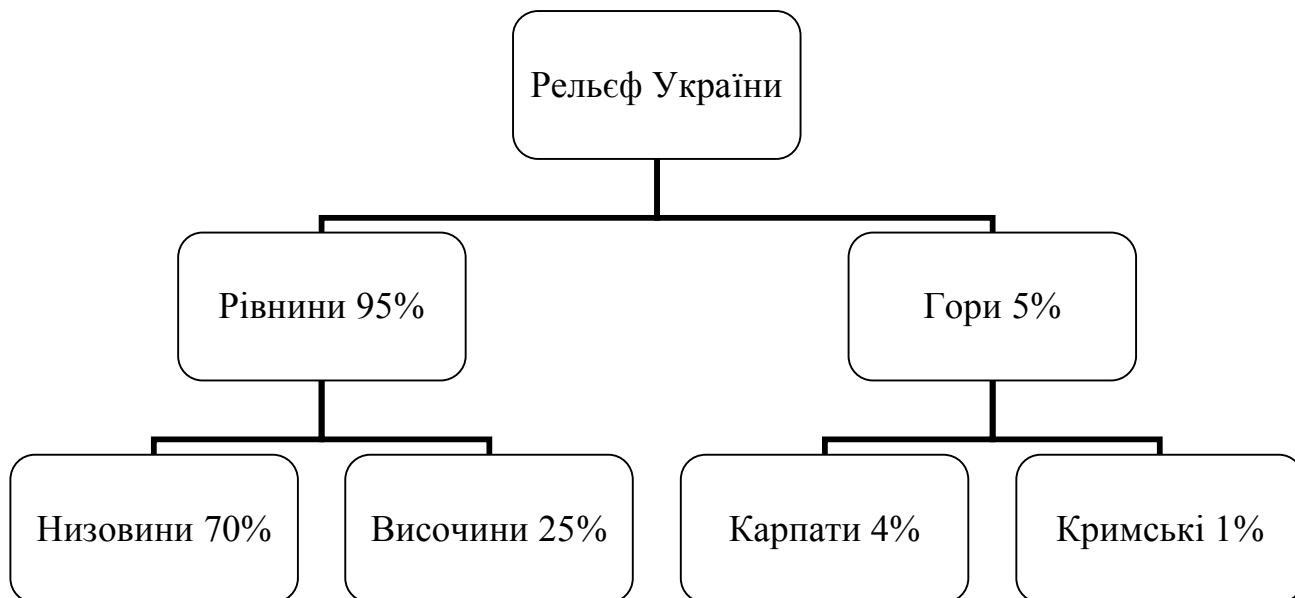 Рельєф України
Рівнини 95%
Гори 5%
Низовини 70%
Височини 25%
Карпати 4%
Кримські 1%